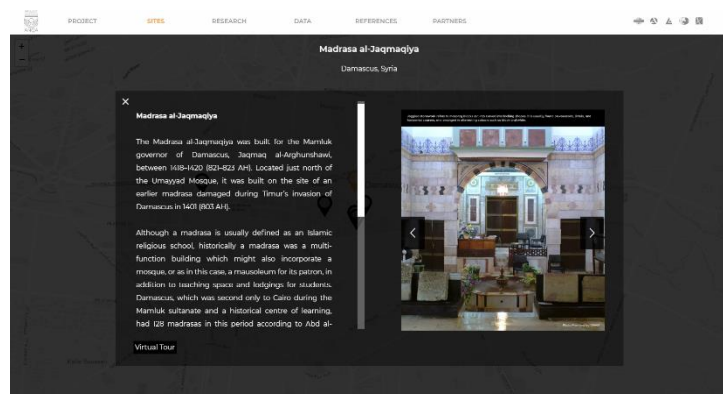 PROJECT
SITES
RESEARCH
DATA
REFERENCES
PARTNERS
Madrasa al-Jaqmaqiya
Damascus, Syria
Madrasa al-Jaqmaqiya
The Madrasa al-Jaqmaqiya was built for the Mamluk
governor of Damascus, Jaqmaq al-Arghunshawi,
between 1418–1420 (821–823 AH). Located just north of
the Umayyad Mosque, it was built on the site of an
earlier madrasa damaged during Timur's invasion of
Damascus in 1401 (803 AH).
Although a madrasa is usually defined as an Islamic
religious school, historically a madrasa was a multi-
function building which might also incorporate a
mosque, or as in this case, a mausoleum for its patron, in
addition to teaching space and lodgings for students.
Damascus, which was second only to Cairo during the
Mamluk sultanate and a historical centre of learning,
had 128 madrasas in this period according to Abd al-
Virtual Tour